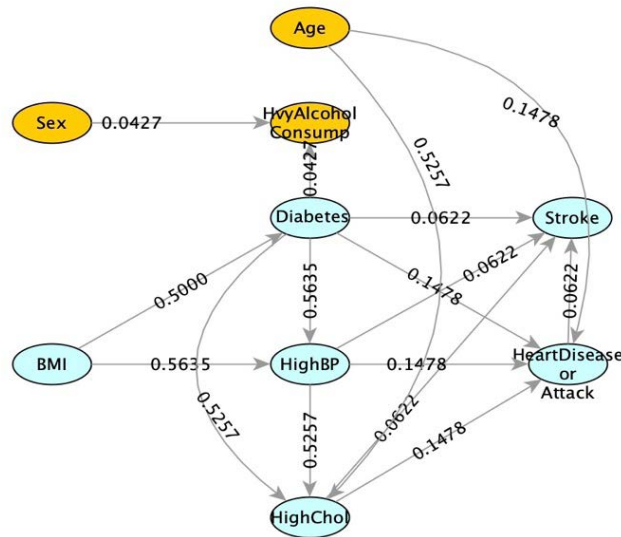 Age
0.1478
Sex
0.0427
HvyAlcohol
Consump
0.5257
0.0427
Diabetes
0.0622
Stroke
0.5000
0.5635
0.1478
0.0622
0.0622
BMI
0.5635
HighBP
0.1478
HeartDisease
or
Attack
0.5257
0.5257
0.0622
0.1478
HighChol